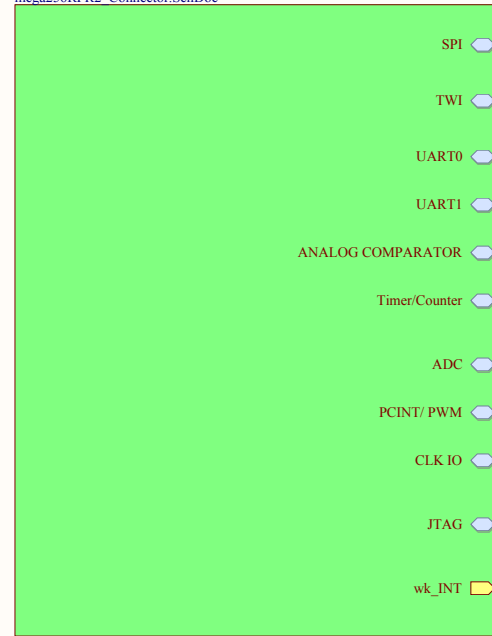 SPI
TWI
UART0
UART1
ANALOG COMPARATOR
Timer/Counter
ADC
PCINT/ PWM
CLK IO
JTAG
wk_INT